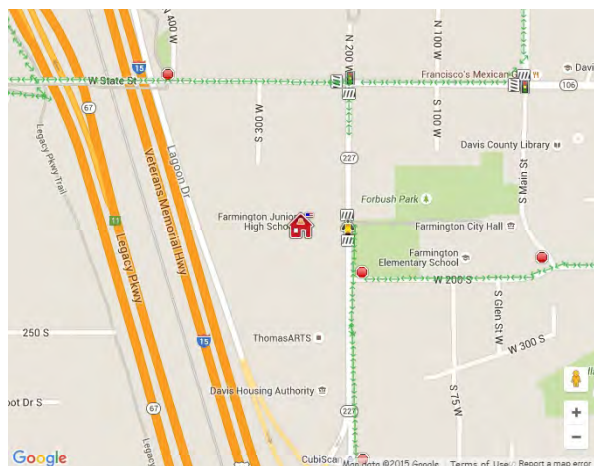 N 400 W
15
N 200 W
N 100 W
Francisco's Mexican G
Davi
W State St
67
106
S 300 W
S 100 W
Legacy Pkwy Trail
Lagoon Dr
Veterans Memorial Hwy
227
Davis County Library
S Main St
Forbush Park
Farmington Junior
High School
Farmington City Hall
11
Legacy Pkwy
Farmington
Elementary School
W 200 S
S Glen St W
250 S
15
ThomasARTS
W 300 S
S 75 W
Davis Housing Authority
oot Dr S
67
227
Legacy
CubiScan
Google
Map data ©2015 Google
Terms of Use
Report a map error